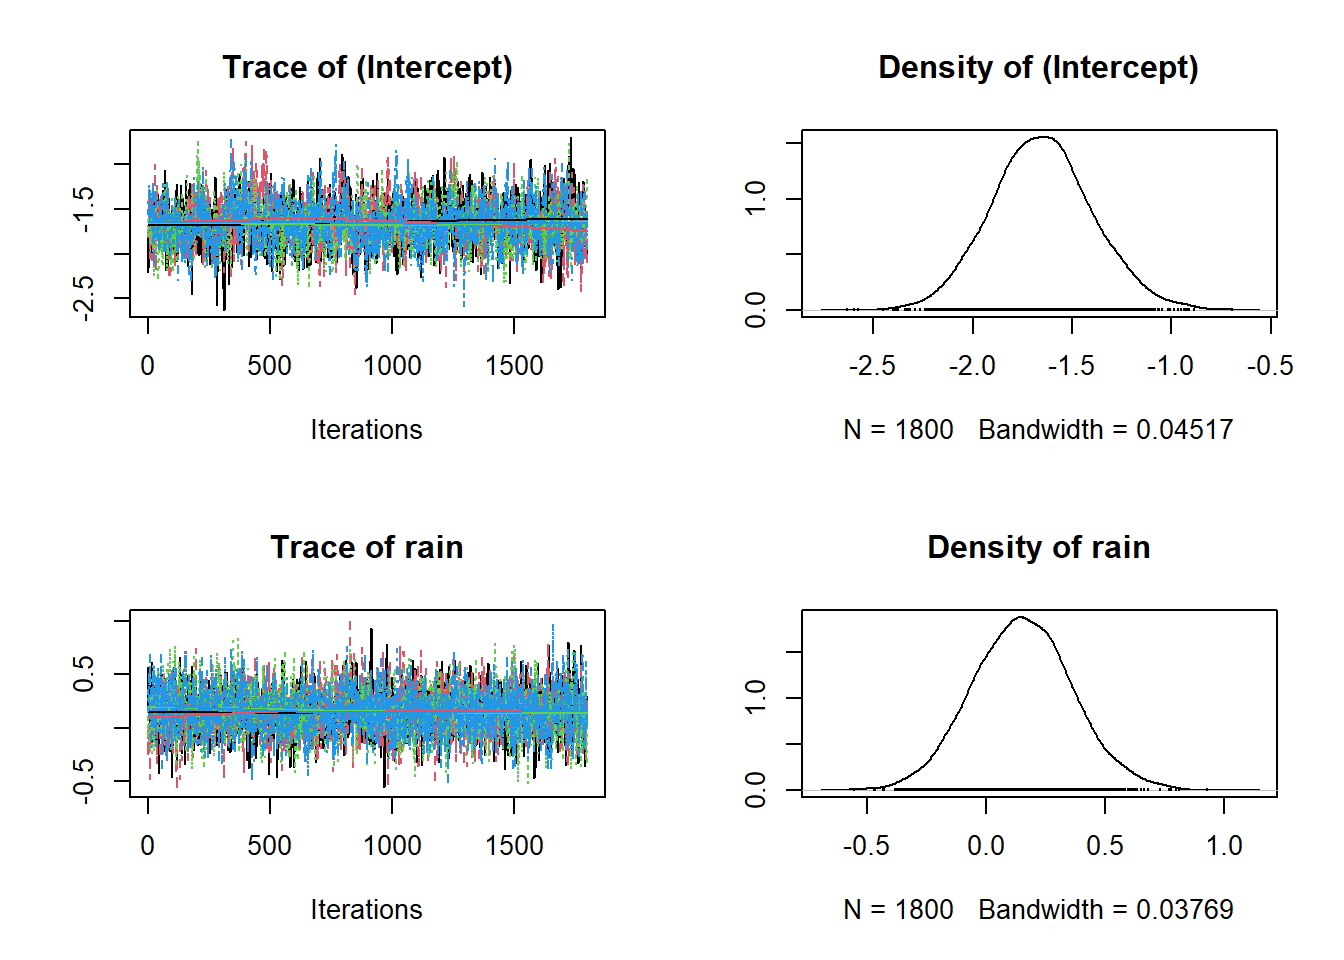 Trace of (Intercept)
-2.5 -1.5
0 500 1000 1500
Iterations
Density of (Intercept)
0.0 1.0
-2.5 -2.0 -1.5 -1.0 -0.5
N = 1800 Bandwidth = 0.04517
Trace of rain
-0.5 0.5
0 500 1000 1500
Iterations
Density of rain
0.0 1.0
-0.5 0.0 0.5 1.0
N = 1800 Bandwidth = 0.03769